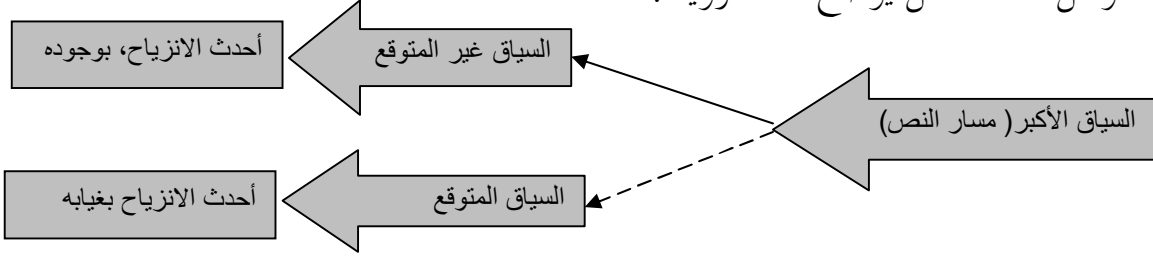 السياق غير المتوقع
أحدث الانزياح، بوجوده
السياق الأكبر( مسار النص)
السياق المتوقع
أحدث الانزياح بغيابه